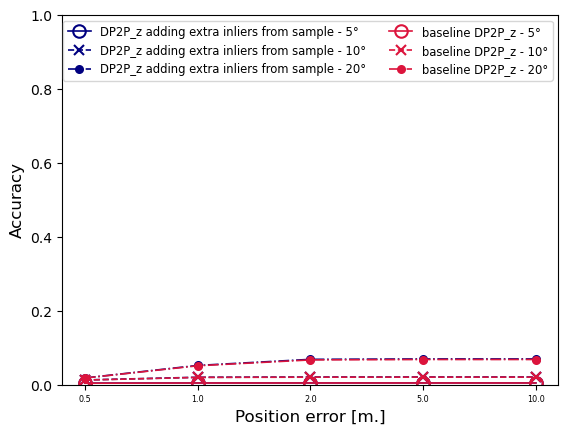 DP2P_z adding extra inliers from sample - 5°
DP2P_z adding extra inliers from sample - 10°
DP2P_z adding extra inliers from sample - 20°
baseline DP2P_z - 5°
baseline DP2P_z - 10°
baseline DP2P_z - 20°
1.0
0.8
0.6
0.4
0.2
0.0
Accuracy
0.5 1.0 2.0 5.0 10.0
Position error [m.]